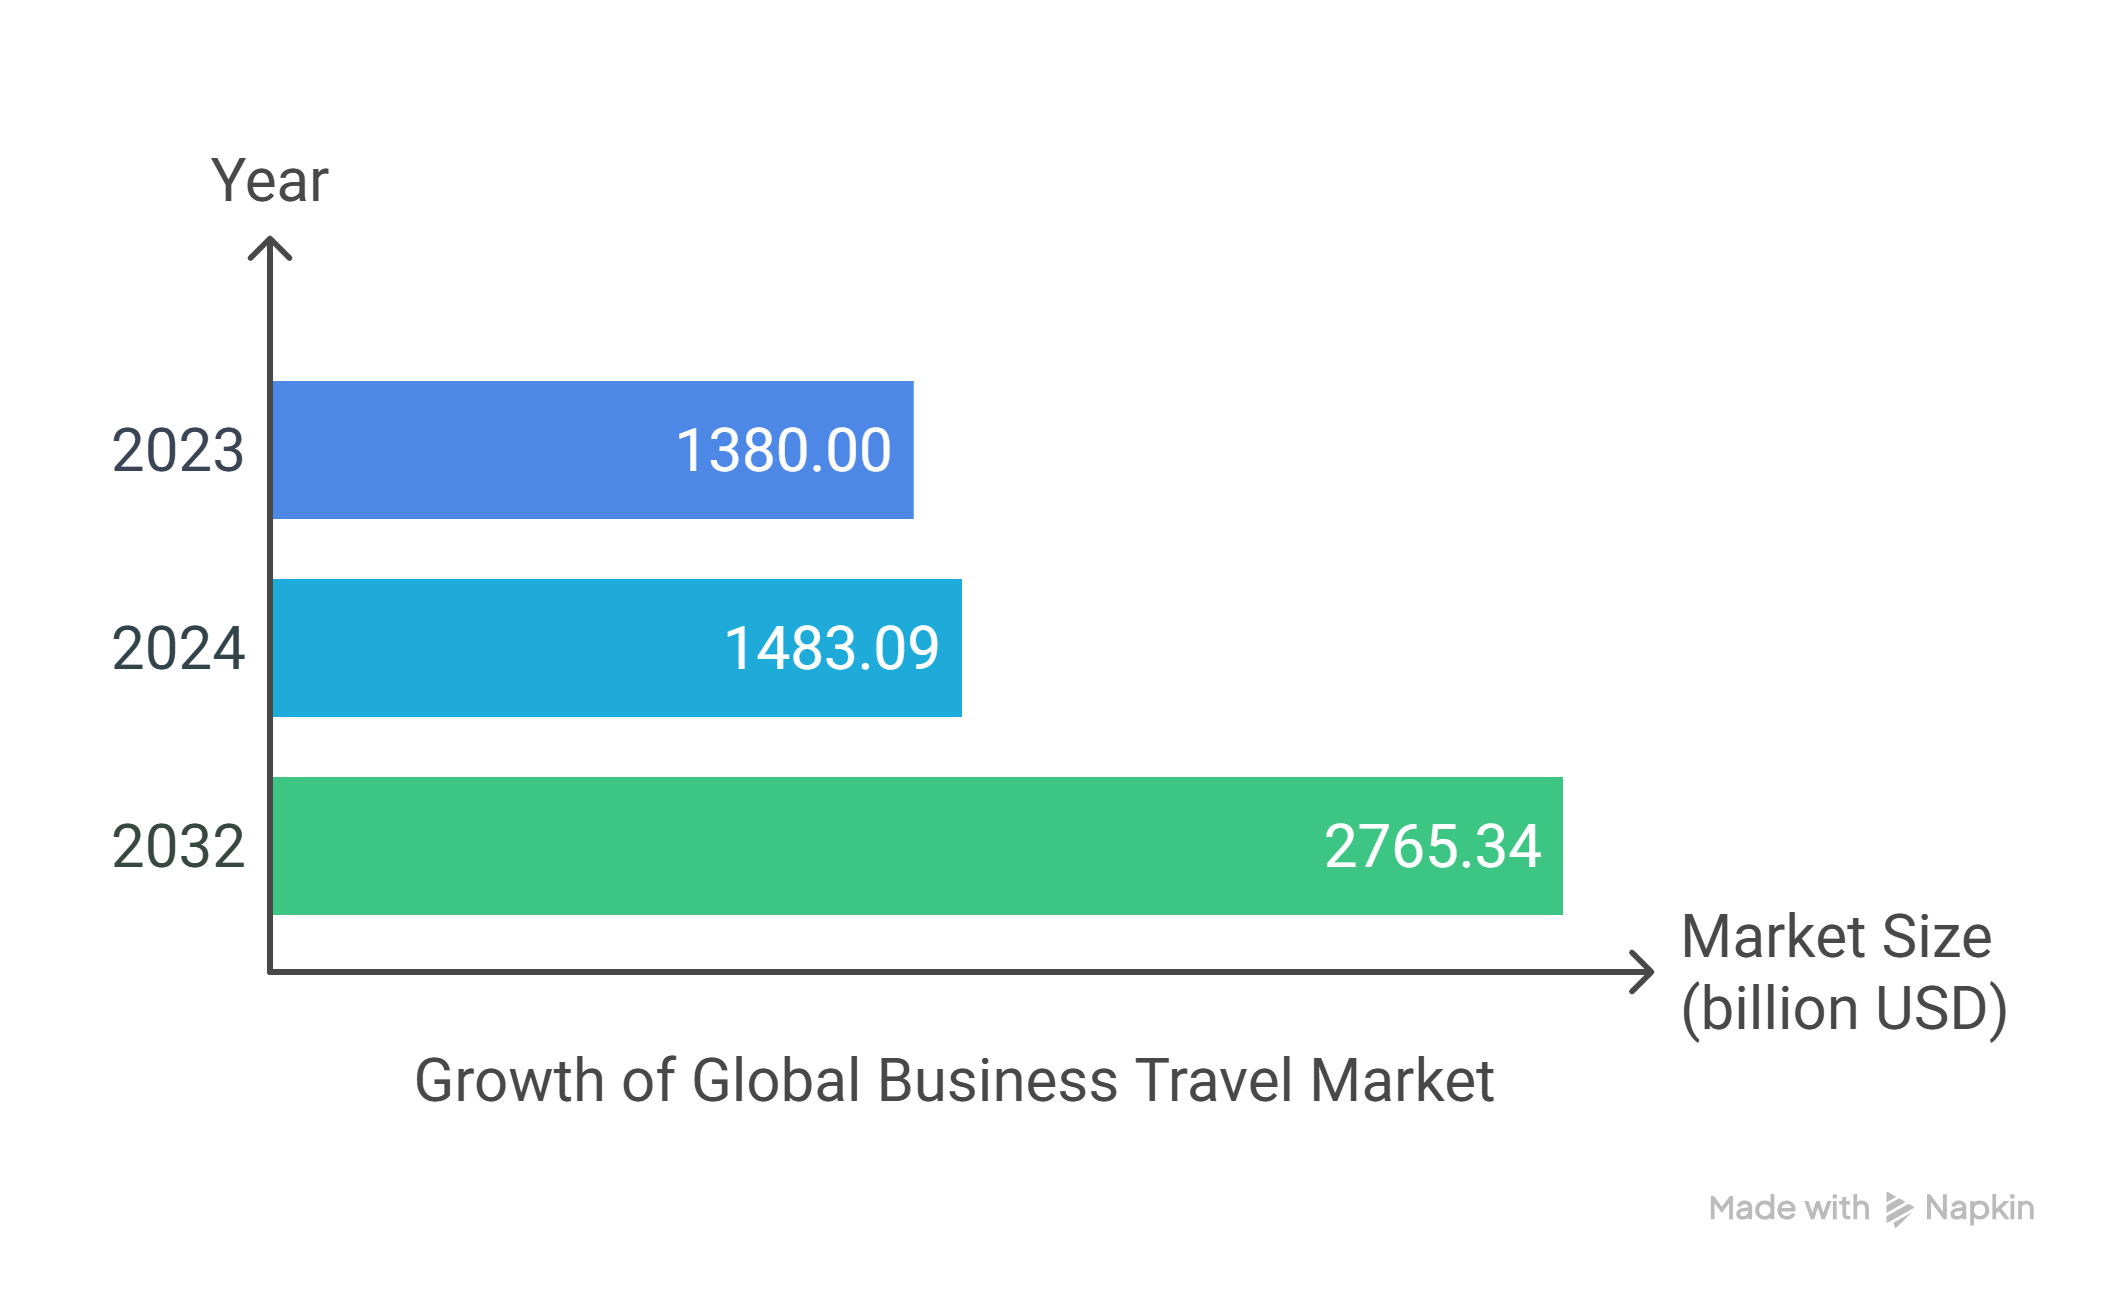 Year
2023
1380.00
2024
1483.09
2032
2765.34
Market Size
(billion USD)
Growth of Global Business Travel Market
Made with Napkin